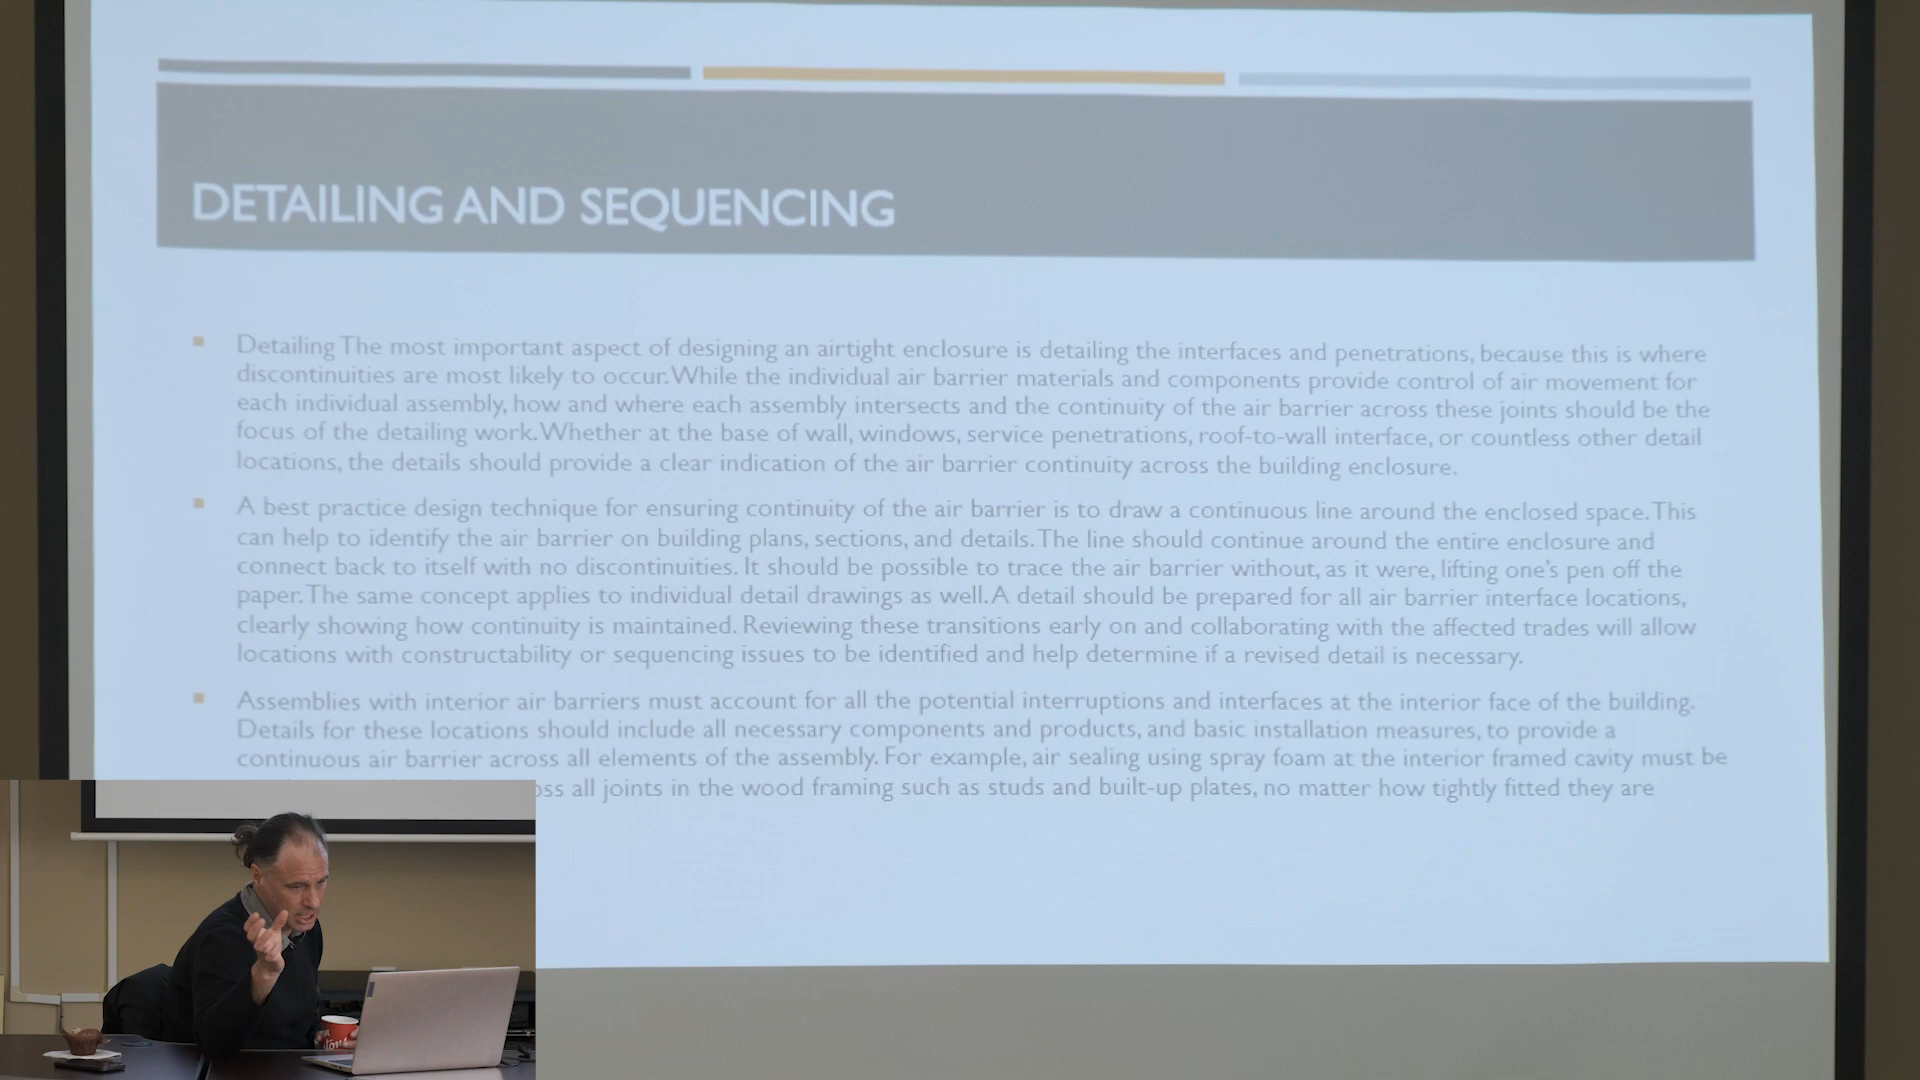 DETAILING AND SEQUENCING
Detailing The most important aspect of designing an airtight enclosure is detailing the interfaces and penetrations, because this is where
discontinuities are most likely to occur. While the individual air barrier materials and components provide control of air movement for
each individual assembly, how and where each assembly intersects and the continuity of the air barrier across these joints should be the
focus of the detailing work. Whether at the base of wall, windows, service penetrations, roof-to-wall interface, or countless other detail
locations, the details should provide a clear indication of the air barrier continuity across the building enclosure.
A best practice design technique for ensuring continuity of the air barrier is to draw a continuous line around the enclosed space. This
can help to identify the air barrier on building plans, sections, and details. The line should continue around the entire enclosure and
connect back to itself with no discontinuities. It should be possible to trace the air barrier without, as it were, lifting one's pen off the
paper. The same concept applies to individual detail drawings as well. A detail should be prepared for all air barrier interface locations,
clearly showing how continuity is maintained. Reviewing these transitions early on and collaborating with the affected trades will allow
locations with constructability or sequencing issues to be identified and help determine if a revised detail is necessary.
Assemblies with interior air barriers must account for all the potential interruptions and interfaces at the interior face of the building.
Details for these locations should include all necessary components and products, and basic installation measures, to provide a
continuous air barrier across all elements of the assembly. For example, air sealing using spray foam at the interior framed cavity must be
all joints in the wood framing such as studs and built-up plates, no matter how tightly fitted they are